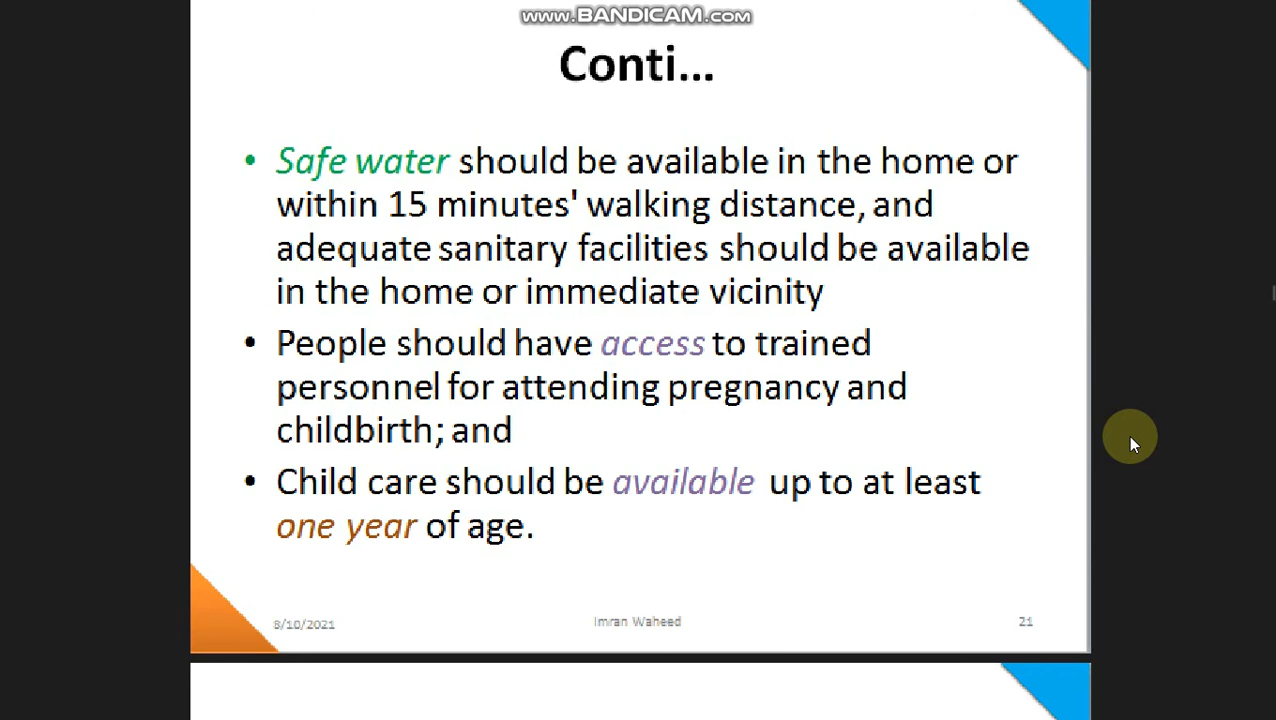 www.BANDICAM.com
Conti...
• Safe water should be available in the home or
within 15 minutes' walking distance, and
adequate sanitary facilities should be available
in the home or immediate vicinity
• People should have access to trained
personnel for attending pregnancy and
childbirth; and
• Child care should be available up to at least
one year of age.
8/10/2021 Imran Waheed 21